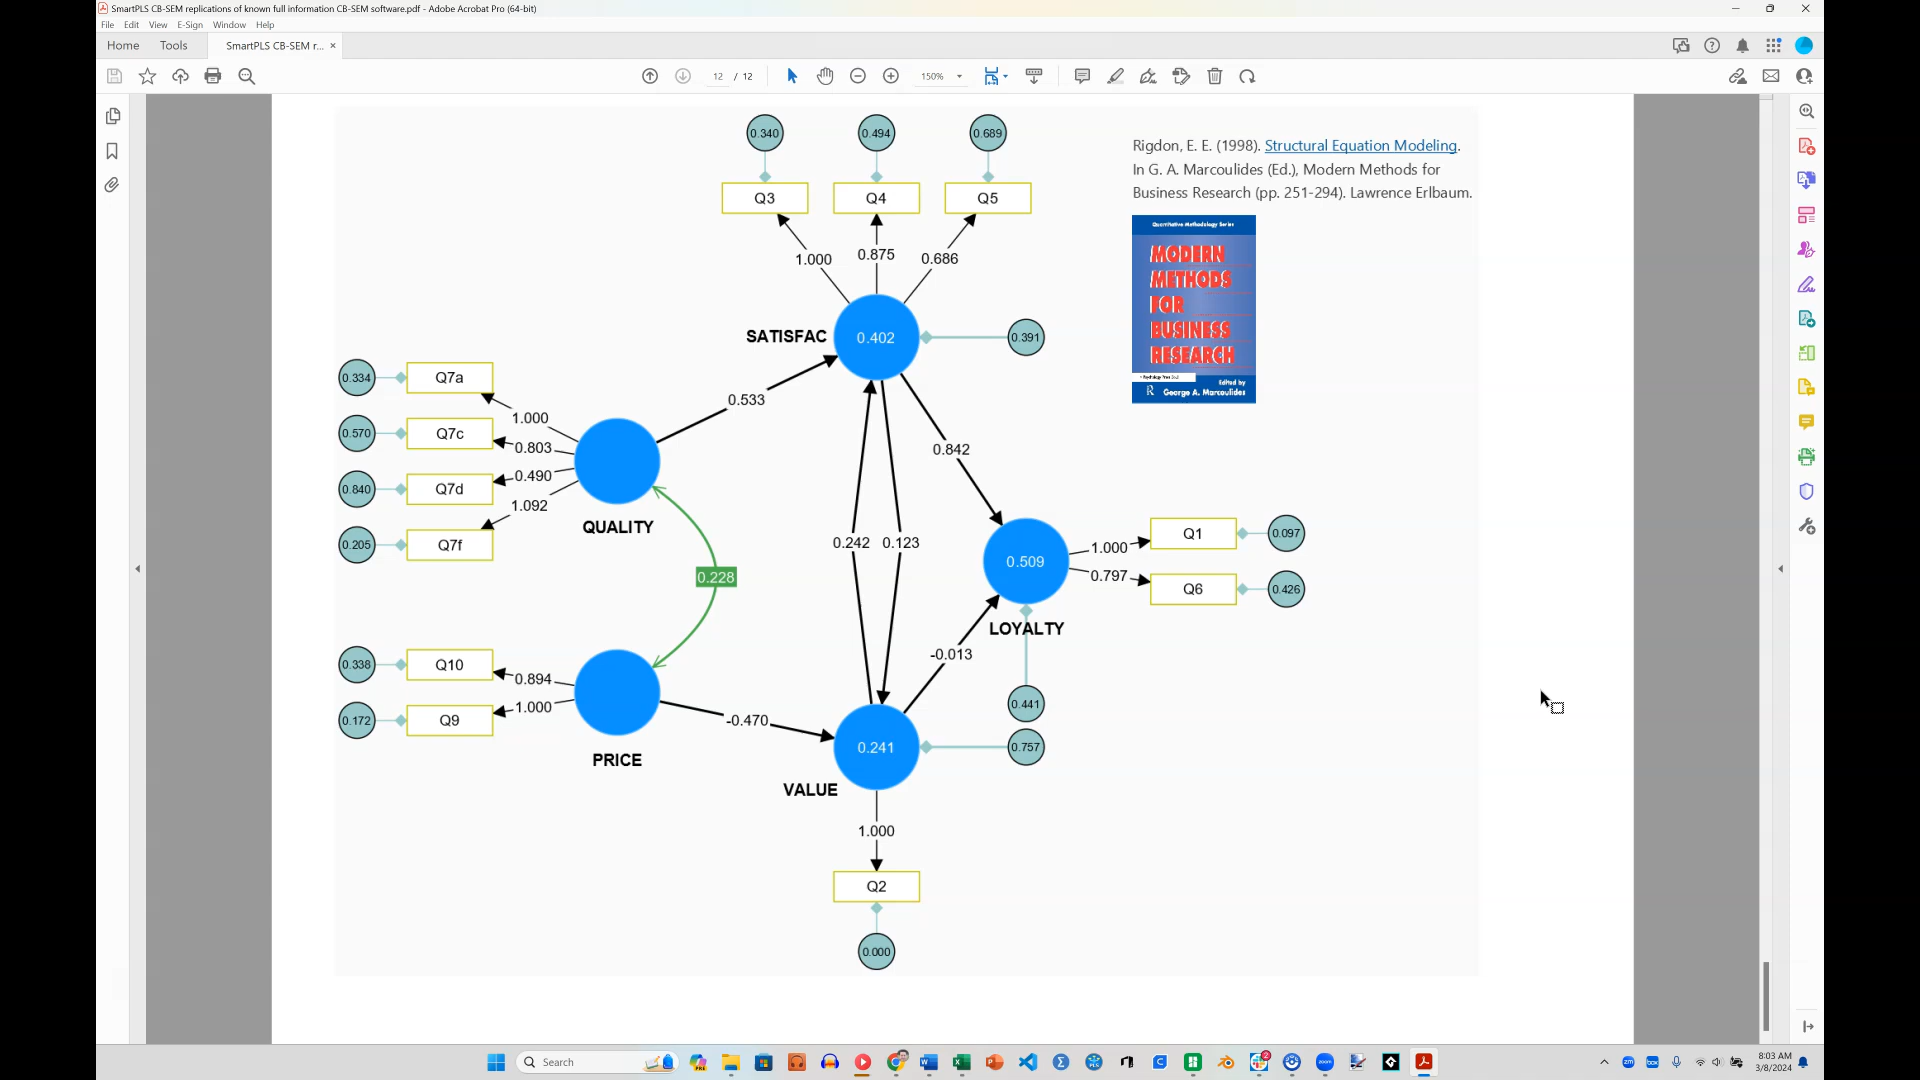 SmartPLS CB-SEM replications of known full information CB-SEM software.pdf - Adobe Acrobat Pro (64-bit)
File Edit View E-Sign Window Help
Home Tools SmartPLS CB-SEM r... ×
12 / 12 150%
0.340 0.494 0.689
Q3 Q4 Q5
1.000 0.875 0.686
Rigdon, E. E. (1998). Structural Equation Modeling.
In G. A. Marcoulides (Ed.), Modern Methods for
Business Research (pp. 251-294). Lawrence Erlbaum.
Quantitative Methodology Series
MODERN
METHODS
FOR
BUSINESS
RESEARCH
Edited by
George A. Marcoulides
SATISFAC 0.402 0.391
0.334 Q7a
1.000
0.533
0.570 Q7c
0.803
0.840 Q7d
0.490
1.092
0.205 Q7f
QUALITY
0.842
0.228
0.242 0.123
0.509
LOYALTY
1.000 Q1 0.097
0.797 Q6 0.426
-0.013
0.441
0.338 Q10
0.894
0.172 Q9
1.000
PRICE
-0.470
0.241 0.757
VALUE
1.000
Q2
0.000
Search
8:03 AM
3/8/2024